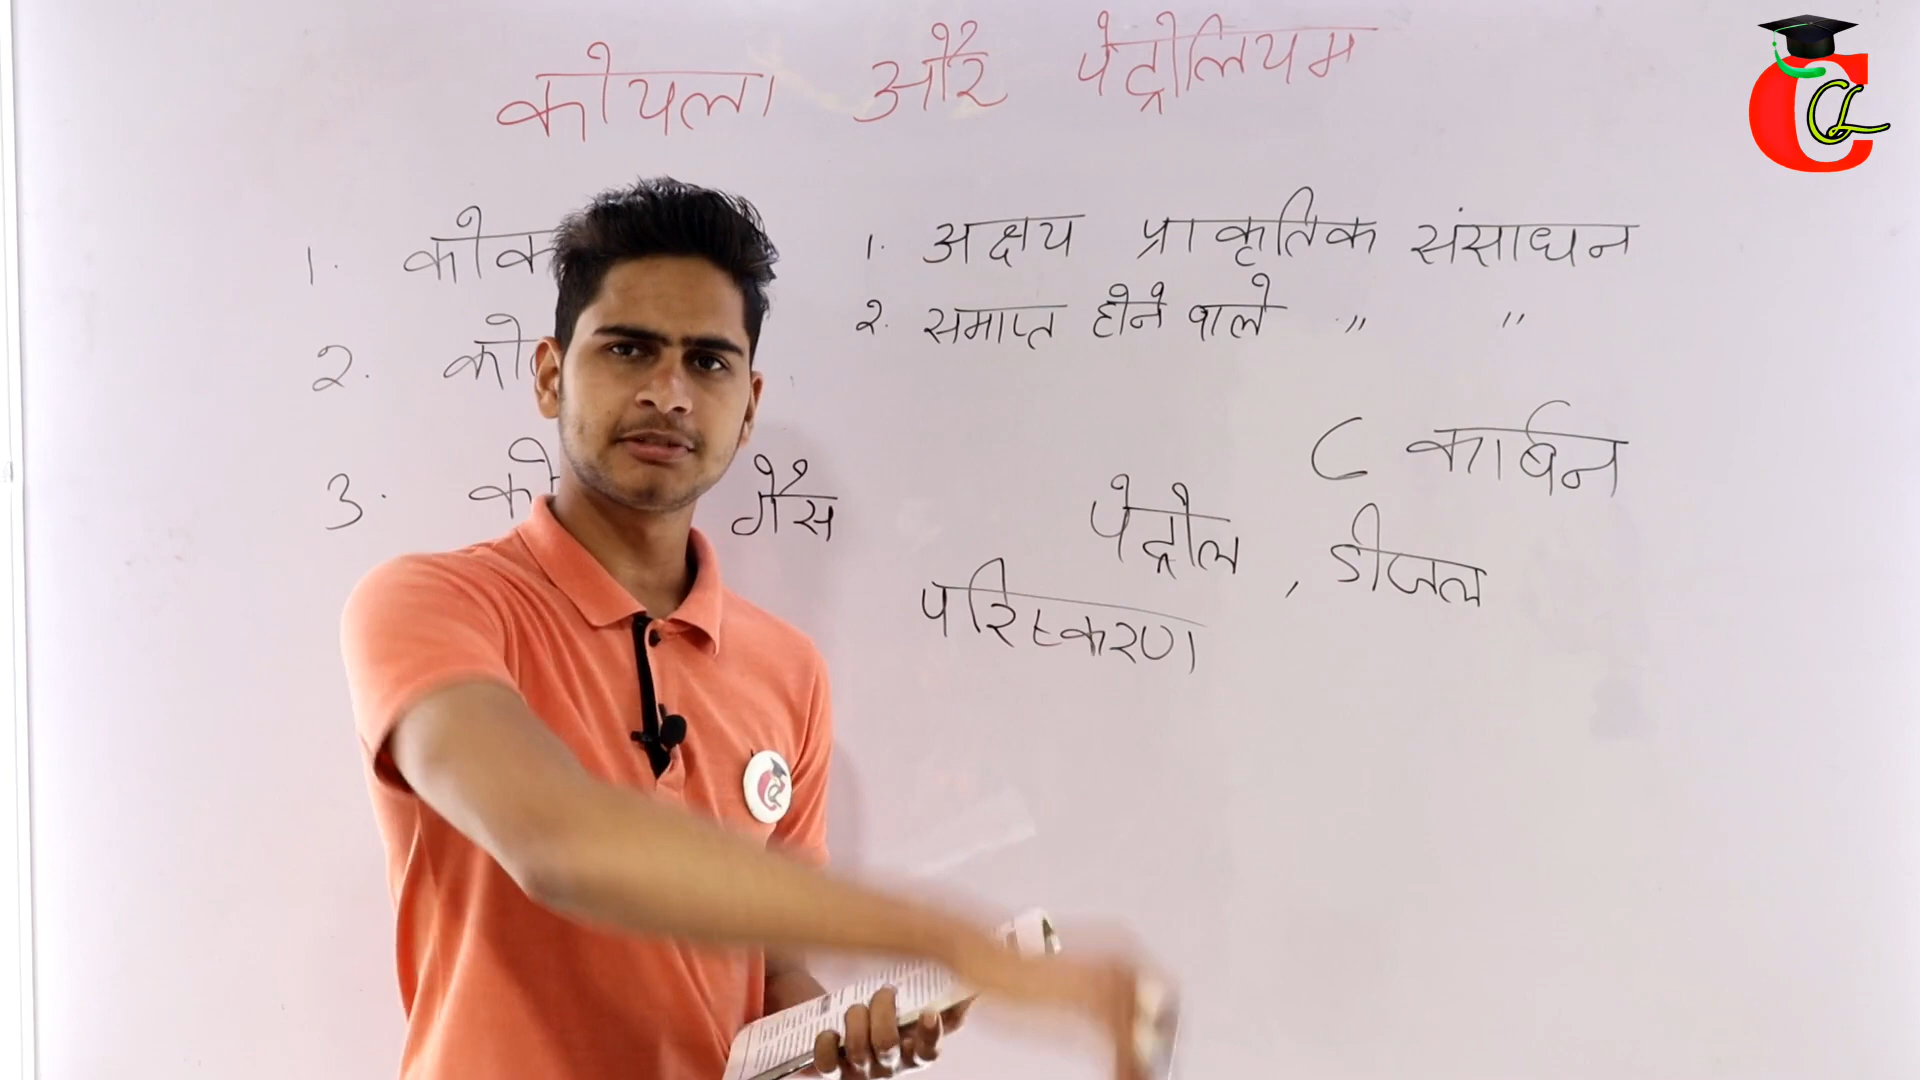 कोयला और पेट्रोलियम
1.
2.
3. गैस
1. अक्षय प्राकृतिक संसाधन
2. समाप्त होने वाले " "
C कार्बन
पेट्रोल, डीजल
परिष्करण